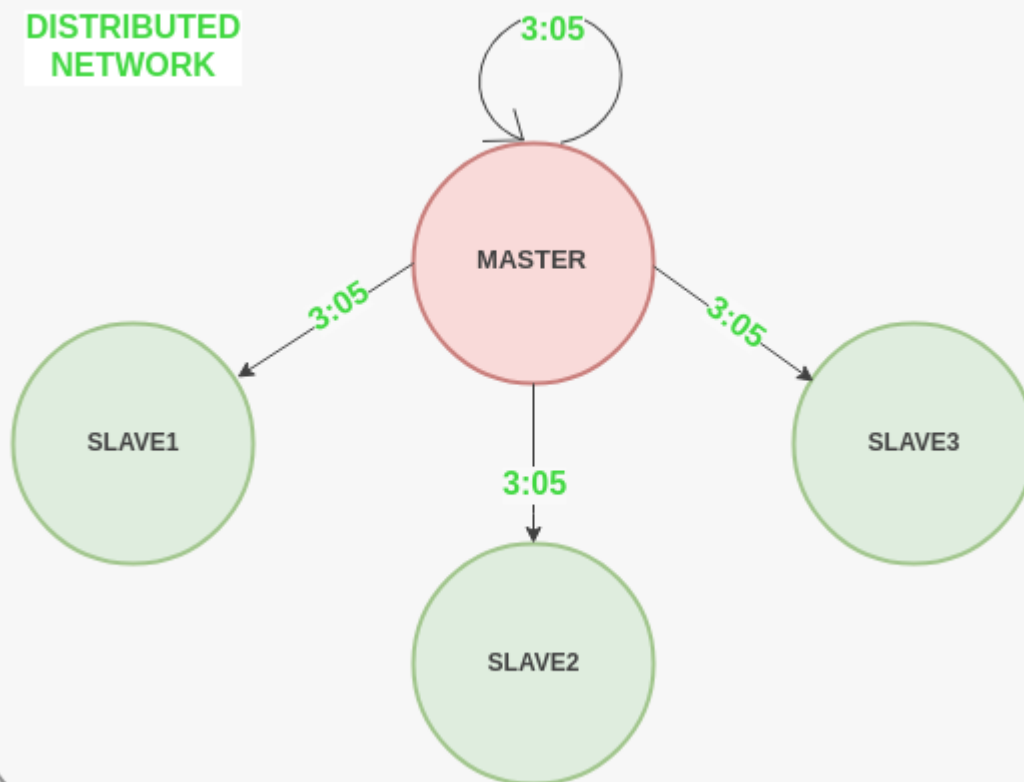 DISTRIBUTED
NETWORK
3:05
MASTER
3:05
3:05
SLAVE1
SLAVE3
3:05
SLAVE2